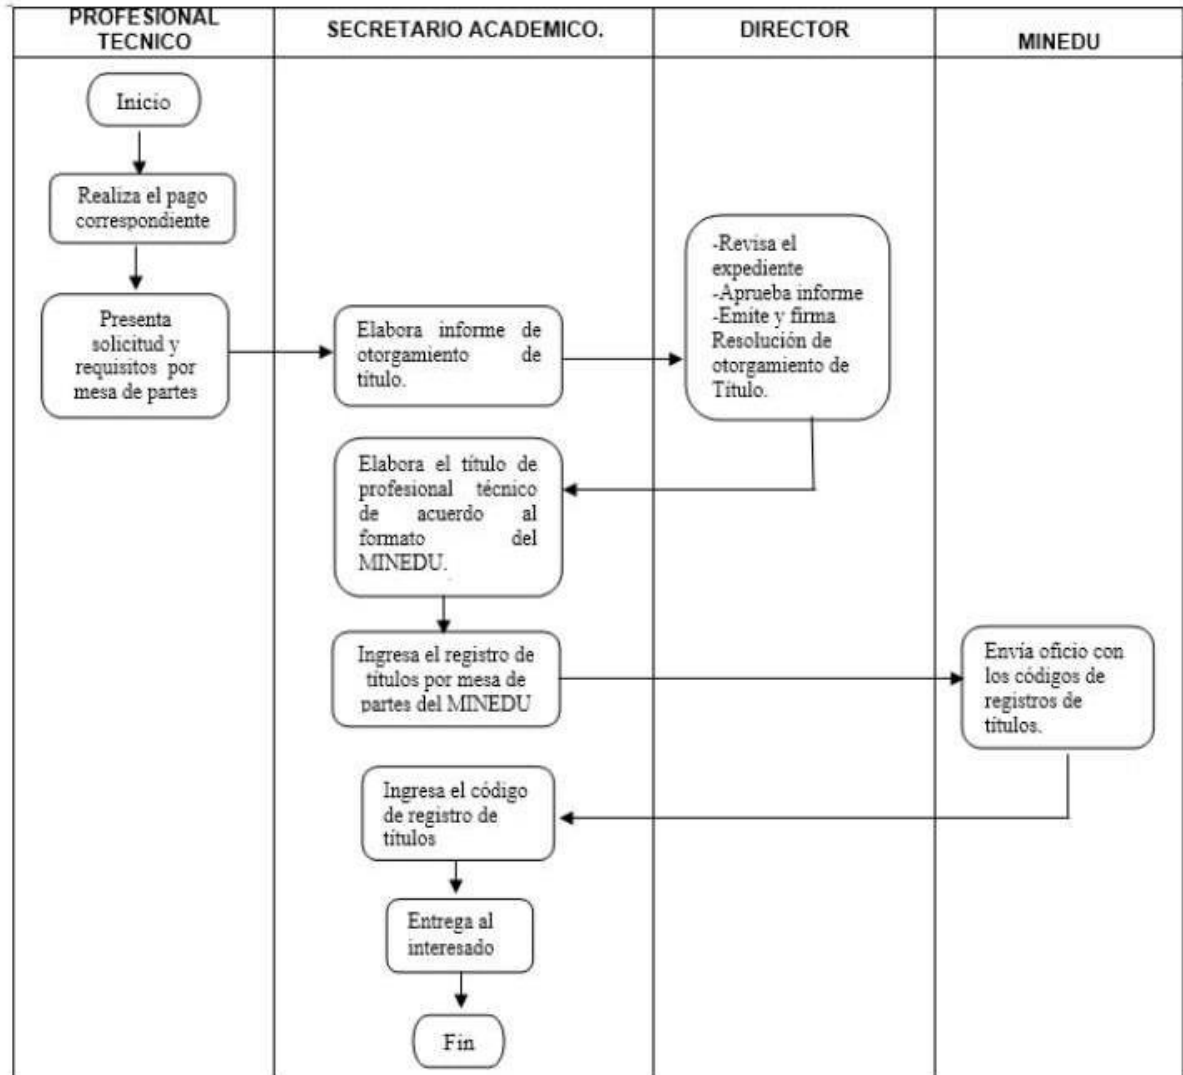 PROFESIONAL
TECNICO
SECRETARIO ACADEMICO.
DIRECTOR
MINEDU
Inicio
Realiza el pago
correspondiente
Presenta
solicitud y
requisitos por
mesa de partes
Elabora informe de
otorgamiento de
título.
-Revisa el
expediente
-Aprueba informe
-Emite y firma
Resolución de
otorgamiento de
Título.
Elabora el título de
profesional técnico
de acuerdo al
formato del
MINEDU.
Ingresa el registro de
títulos por mesa de
partes del MINEDU
Envía oficio con
los códigos de
registros de
títulos.
Ingresa el código
de registro de
títulos
Entrega al
interesado
Fin